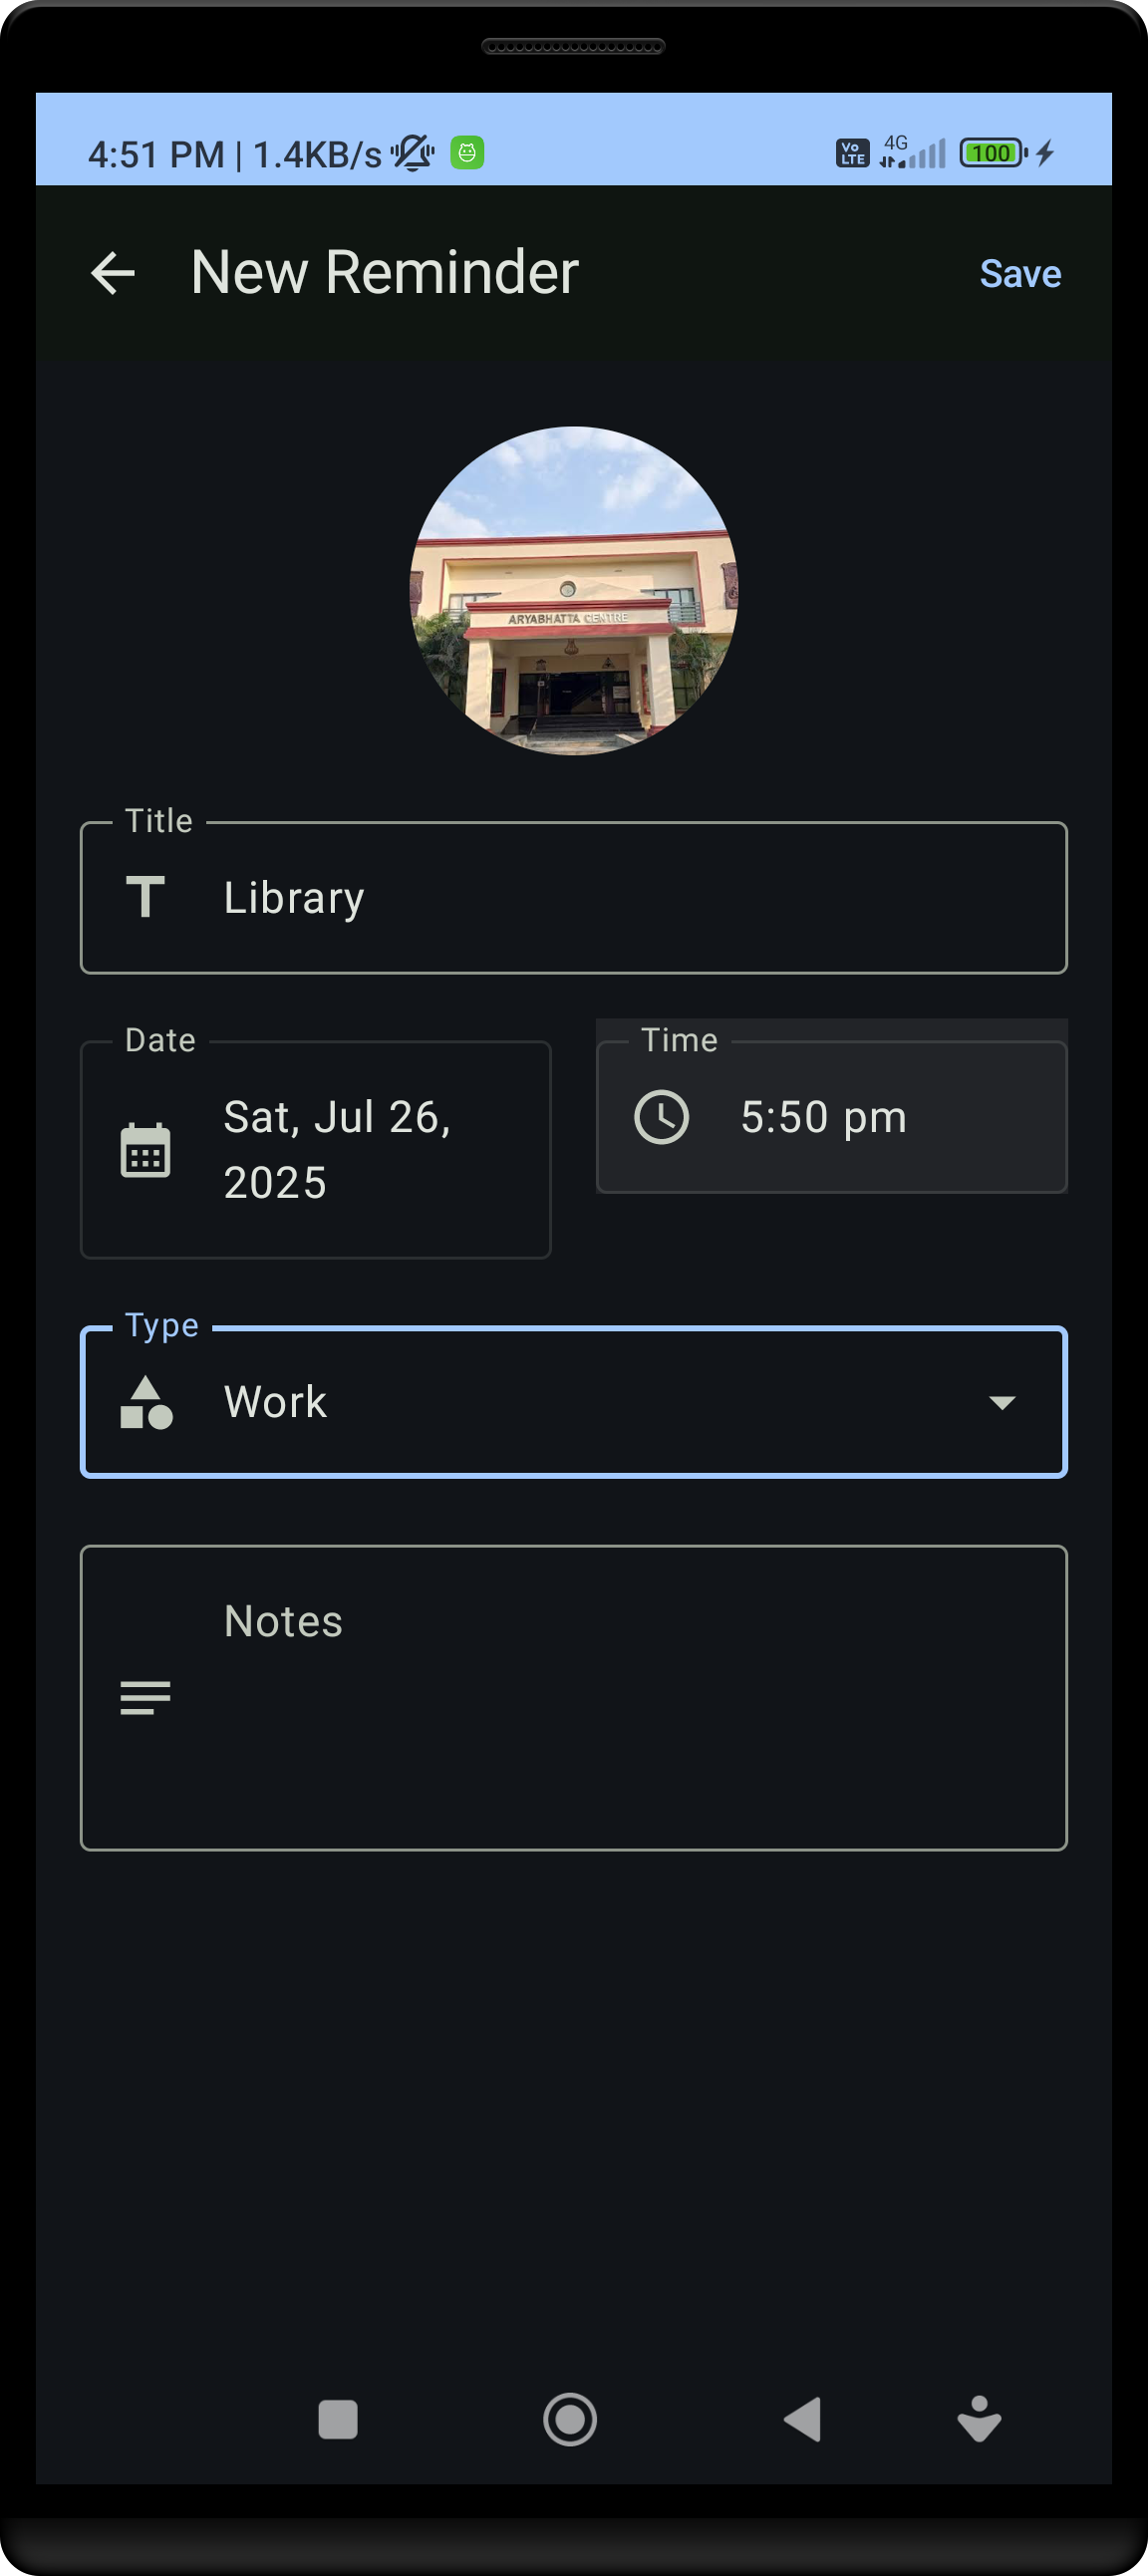 4:51 PM | 1.4KB/s
Vo LTE 4G 100
New Reminder
Save
ARYABHATTA CENTRE
Title
Library
Date
Sat, Jul 26,
2025
Time
5:50 pm
Type
Work
Notes